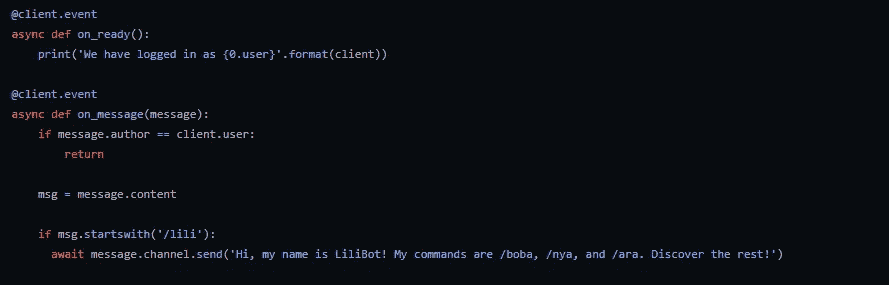 @client.event
async def on_ready():
    print('We have logged in as {0.user}'.format(client))

@client.event
async def on_message(message):
    if message.author == client.user:
        return

    msg = message.content

    if msg.startswith('/lili'):
      await message.channel.send('Hi, my name is LiliBot! My commands are /boba, /nya, and /ara. Discover the rest!')